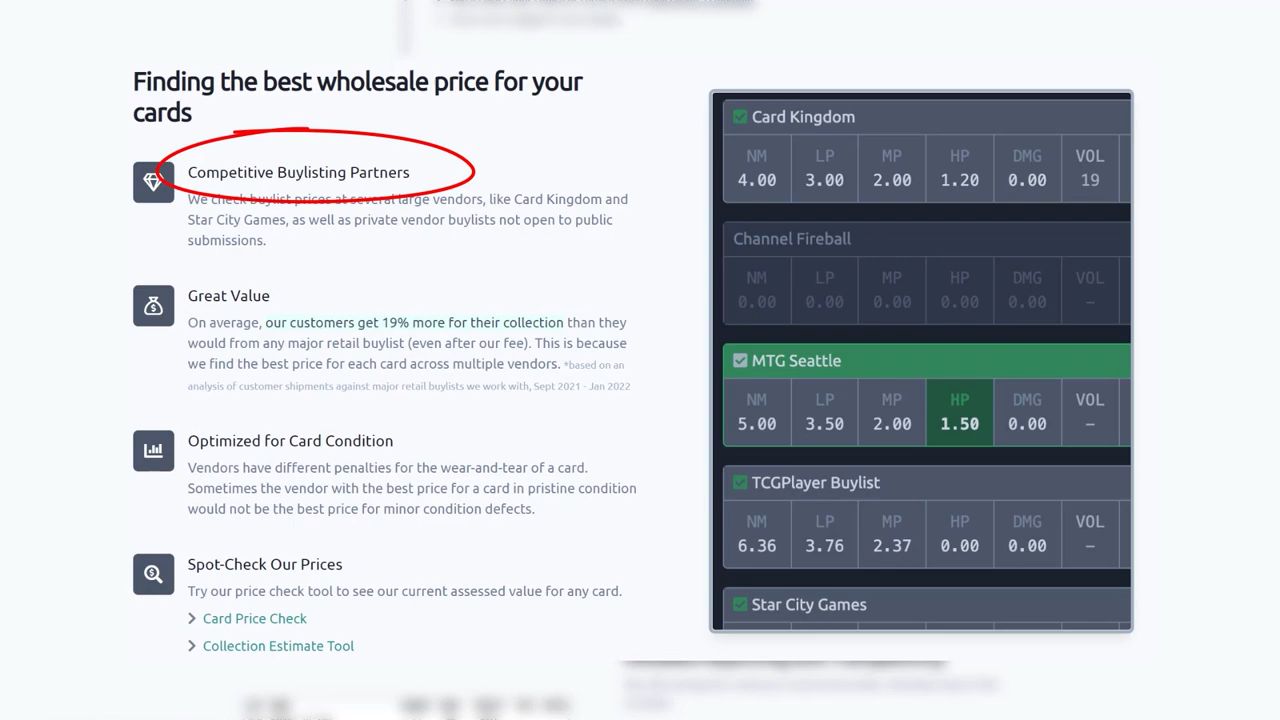 Finding the best wholesale price for your
cards
Competitive Buylisting Partners
We check buylist prices at several large vendors, like Card Kingdom and
Star City Games, as well as private vendor buylists not open to public
submissions.
Great Value
On average, our customers get 19% more for their collection than they
would from any major retail buylist (even after our fee). This is because
we find the best price for each card across multiple vendors. *based on an
analysis of customer shipments against major retail buylists we work with, Sept 2021 - Jan 2022
Optimized for Card Condition
Vendors have different penalties for the wear-and-tear of a card.
Sometimes the vendor with the best price for a card in pristine condition
would not be the best price for minor condition defects.
Spot-Check Our Prices
Try our price check tool to see our current assessed value for any card.
Card Price Check
Collection Estimate Tool
Card Kingdom
NM LP MP HP DMG VOL
4.00 3.00 2.00 1.20 0.00 19
Channel Fireball
NM LP MP HP DMG VOL
0.00 0.00 0.00 0.00 0.00 –
MTG Seattle
NM LP MP HP DMG VOL
5.00 3.50 2.00 1.50 0.00 –
TCGPlayer Buylist
NM LP MP HP DMG VOL
6.36 3.76 2.37 0.00 0.00 –
Star City Games